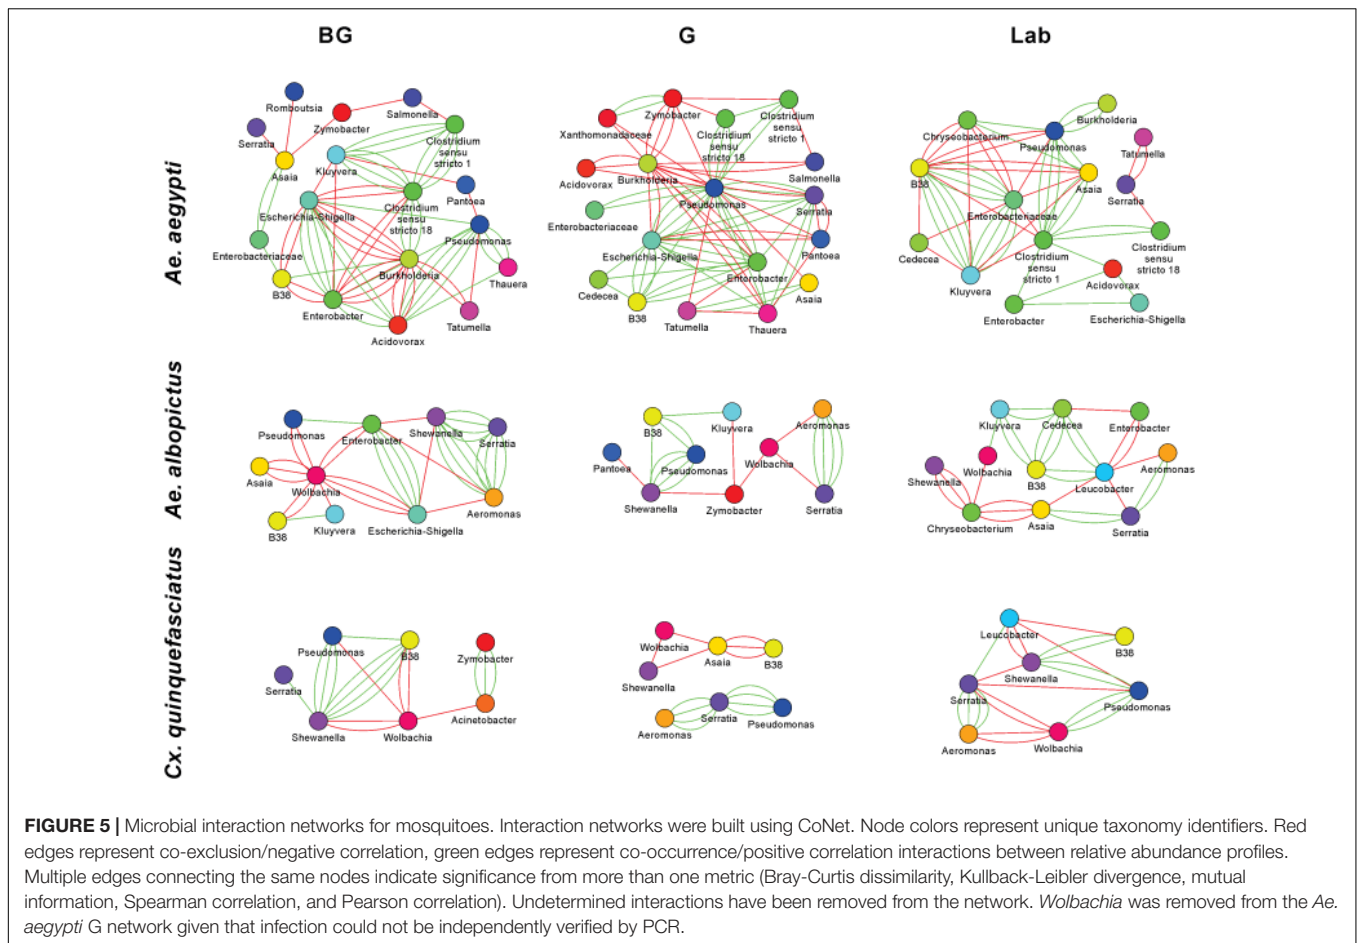 BG
G
Lab
Ae. aegypti
Romboutsia
Serratia
Zymobacter
Salmonella
Clostridium
sensu
stricto 1
Asaia
Kluyvera
Pantoea
Escherichia-Shigella
Clostridium
sensu
stricto 18
Pseudomonas
Enterobacteriaceae
B38
Burkholderia
Thauera
Enterobacter
Tatumella
Acidovorax
Zymobacter
Xanthomonadaceae
Clostridium
sensu
stricto 18
Clostridium
sensu
stricto 1
Acidovorax
Burkholderia
Salmonella
Pseudomonas
Serratia
Enterobacteriaceae
Escherichia-Shigella
Pantoea
Cedecea
Enterobacter
B38
Asaia
Tatumella
Thauera
Burkholderia
Chryseobacterium
Pseudomonas
Tatumella
B38
Asaia
Serratia
Enterobacteriaceae
Cedecea
Clostridium
sensu
stricto 1
Clostridium
sensu
stricto 18
Kluyvera
Acidovorax
Enterobacter
Escherichia-Shigella
Ae. albopictus
Pseudomonas
Enterobacter
Shewanella
Serratia
Asaia
Wolbachia
Aeromonas
B38
Kluyvera
Escherichia-Shigella
B38
Kluyvera
Aeromonas
Pantoea
Pseudomonas
Wolbachia
Shewanella
Zymobacter
Serratia
Kluyvera
Cedecea
Enterobacter
Shewanella
Wolbachia
B38
Leucobacter
Aeromonas
Chryseobacterium
Asaia
Serratia
Cx. quinquefasciatus
Pseudomonas
B38
Zymobacter
Serratia
Shewanella
Wolbachia
Acinetobacter
Wolbachia
Asaia
B38
Shewanella
Serratia
Aeromonas
Pseudomonas
Leucobacter
B38
Shewanella
Serratia
Pseudomonas
Aeromonas
Wolbachia
FIGURE 5 | Microbial interaction networks for mosquitoes. Interaction networks were built using CoNet. Node colors represent unique taxonomy identifiers. Red
edges represent co-exclusion/negative correlation, green edges represent co-occurrence/positive correlation interactions between relative abundance profiles.
Multiple edges connecting the same nodes indicate significance from more than one metric (Bray-Curtis dissimilarity, Kullback-Leibler divergence, mutual
information, Spearman correlation, and Pearson correlation). Undetermined interactions have been removed from the network. Wolbachia was removed from the Ae.
aegypti G network given that infection could not be independently verified by PCR.